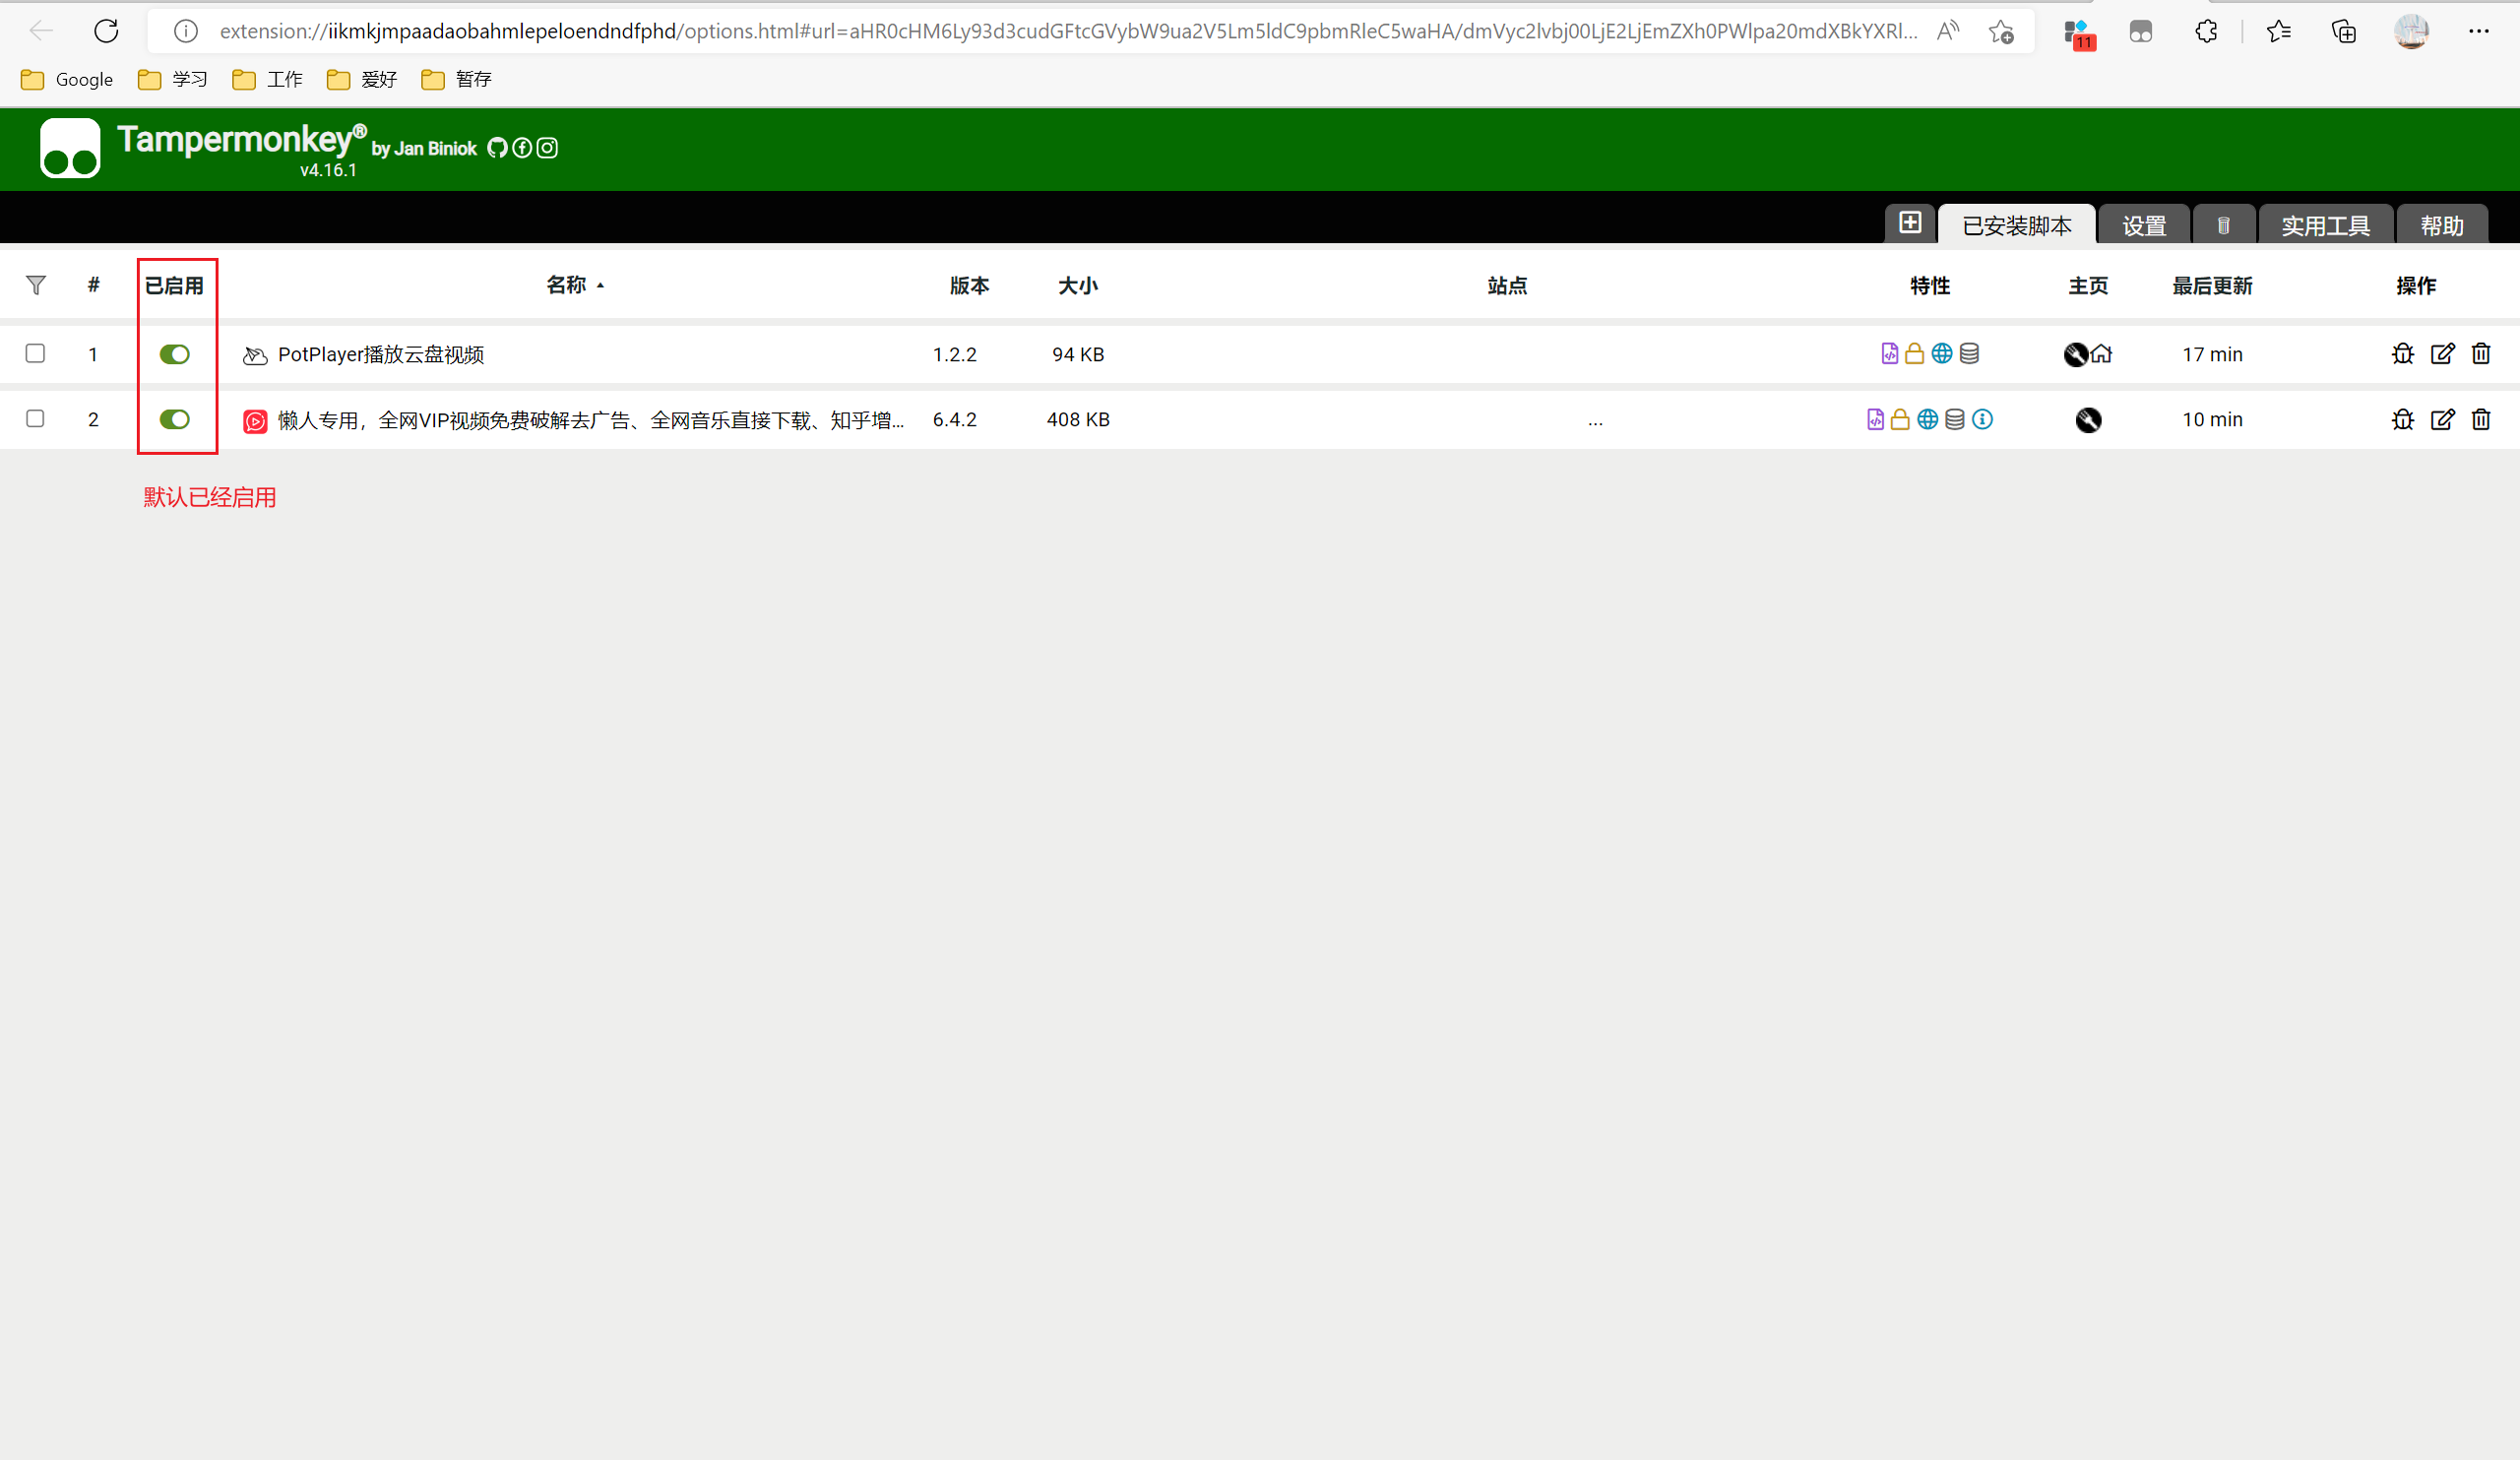 extension://iikmkjmpaadaobahmlepeloendndfphd/options.html#url=aHR0cHM6Ly93d3cudGFtcGVybW9ua2V5Lm5ldC9pbmRleC5waHA/dmVyc2lvbj00LjE2LjEmZXh0PWlpa20mdXBkYXRl...
11
Google 学习 工作 爱好 暂存
Tampermonkey® by Jan Biniok
v4.16.1
已安装脚本 设置 实用工具 帮助
# 已启用 名称 版本 大小 站点 特性 主页 最后更新 操作
1 PotPlayer播放云盘视频 1.2.2 94 KB 17 min
2 懒人专用，全网VIP视频免费破解去广告、全网音乐直接下载、知乎增... 6.4.2 408 KB ... 10 min
默认已经启用